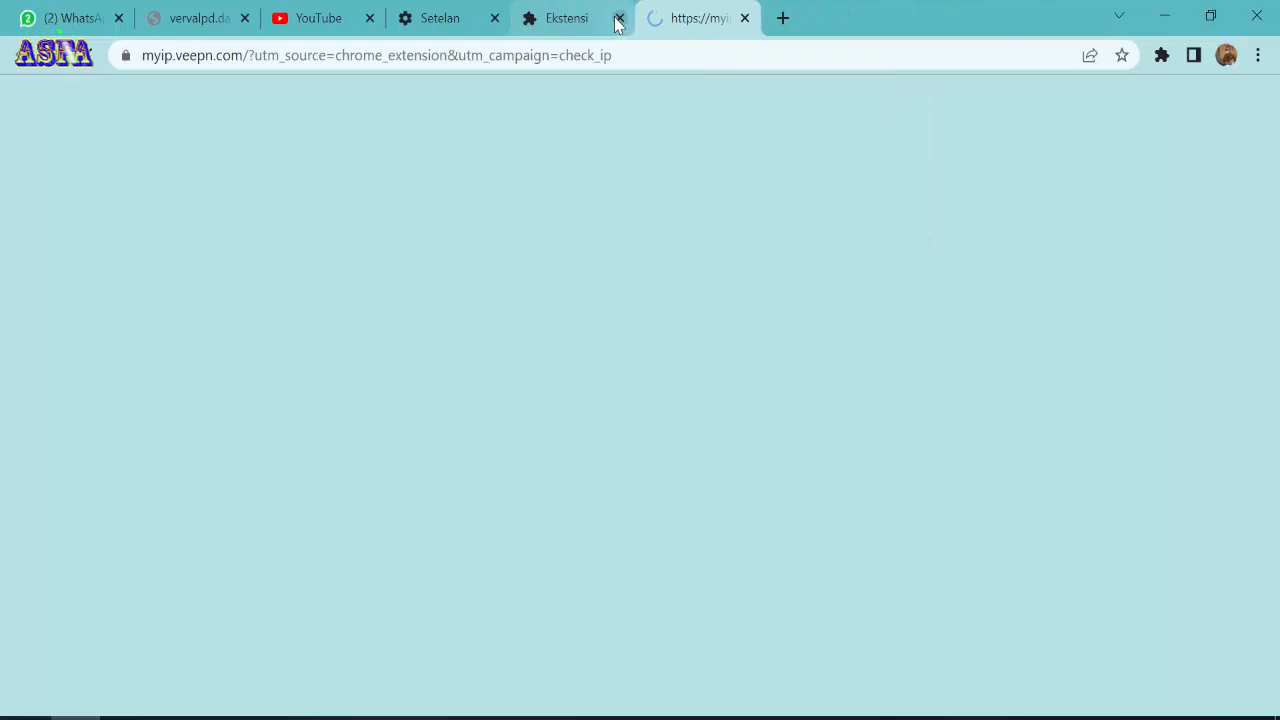 (2) WhatsA
vervalpd.da
YouTube
Setelan
Ekstensi
https://myi
ASFA
myip.veepn.com/?utm_source=chrome_extension&utm_campaign=check_ip